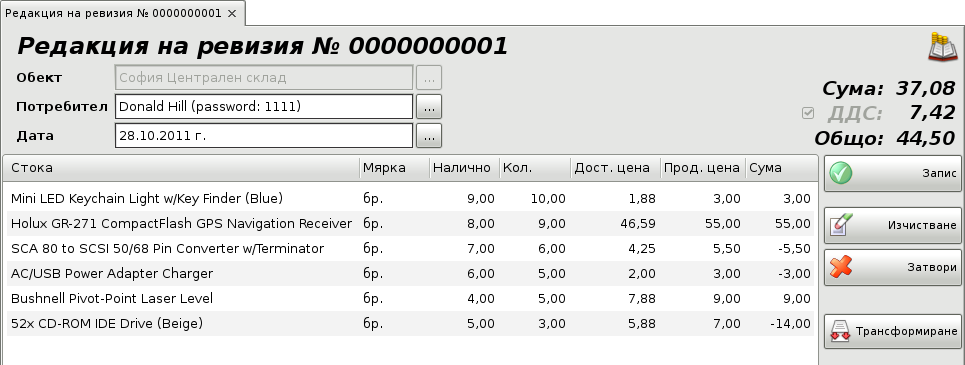 Редакция на ревизия № 0000000001 ×
Редакция на ревизия № 0000000001
Обект София Централен склад ...
Потребител Donald Hill (password: 1111) ...
Дата 28.10.2011 г. ...
Сума: 37,08
ДДС: 7,42
Общо: 44,50
Стока Мярка Налично Кол. Дост. цена Прод. цена Сума
Mini LED Keychain Light w/Key Finder (Blue) бр. 9,00 10,00 1,88 3,00 3,00
Holux GR-271 CompactFlash GPS Navigation Receiver бр. 8,00 9,00 46,59 55,00 55,00
SCA 80 to SCSI 50/68 Pin Converter w/Terminator бр. 7,00 6,00 4,25 5,50 -5,50
AC/USB Power Adapter Charger бр. 6,00 5,00 2,00 3,00 -3,00
Bushnell Pivot-Point Laser Level бр. 4,00 5,00 7,88 9,00 9,00
52x CD-ROM IDE Drive (Beige) бр. 5,00 3,00 5,88 7,00 -14,00
Запис
Изчистване
Затвори
Трансформиране